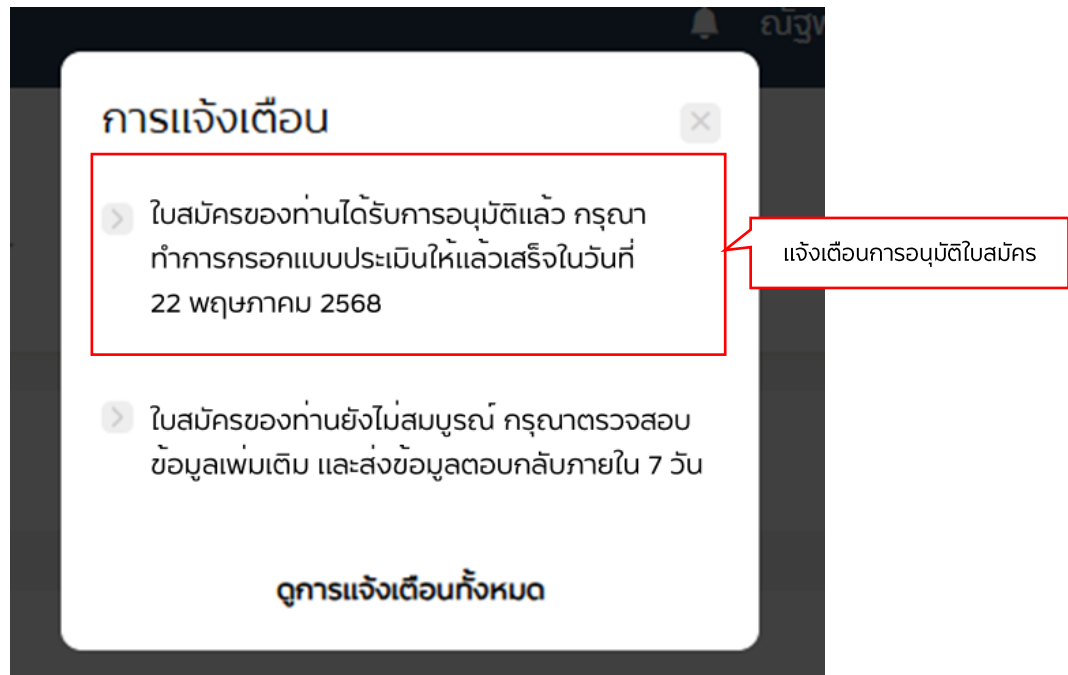 การแจ้งเตือน
ใบสมัครของท่านได้รับการอนุมัติแล้ว กรุณา
ทำการกรอกแบบประเมินให้แล้วเสร็จในวันที่
22 พฤษภาคม 2568
แจ้งเตือนการอนุมัติใบสมัคร
ใบสมัครของท่านยังไม่สมบูรณ์ กรุณาตรวจสอบ
ข้อมูลเพ่มเติม และส่งข้อมูลตอบกลับภายใน 7 วัน
ดูการแจ้งเตือนทั้งหมด